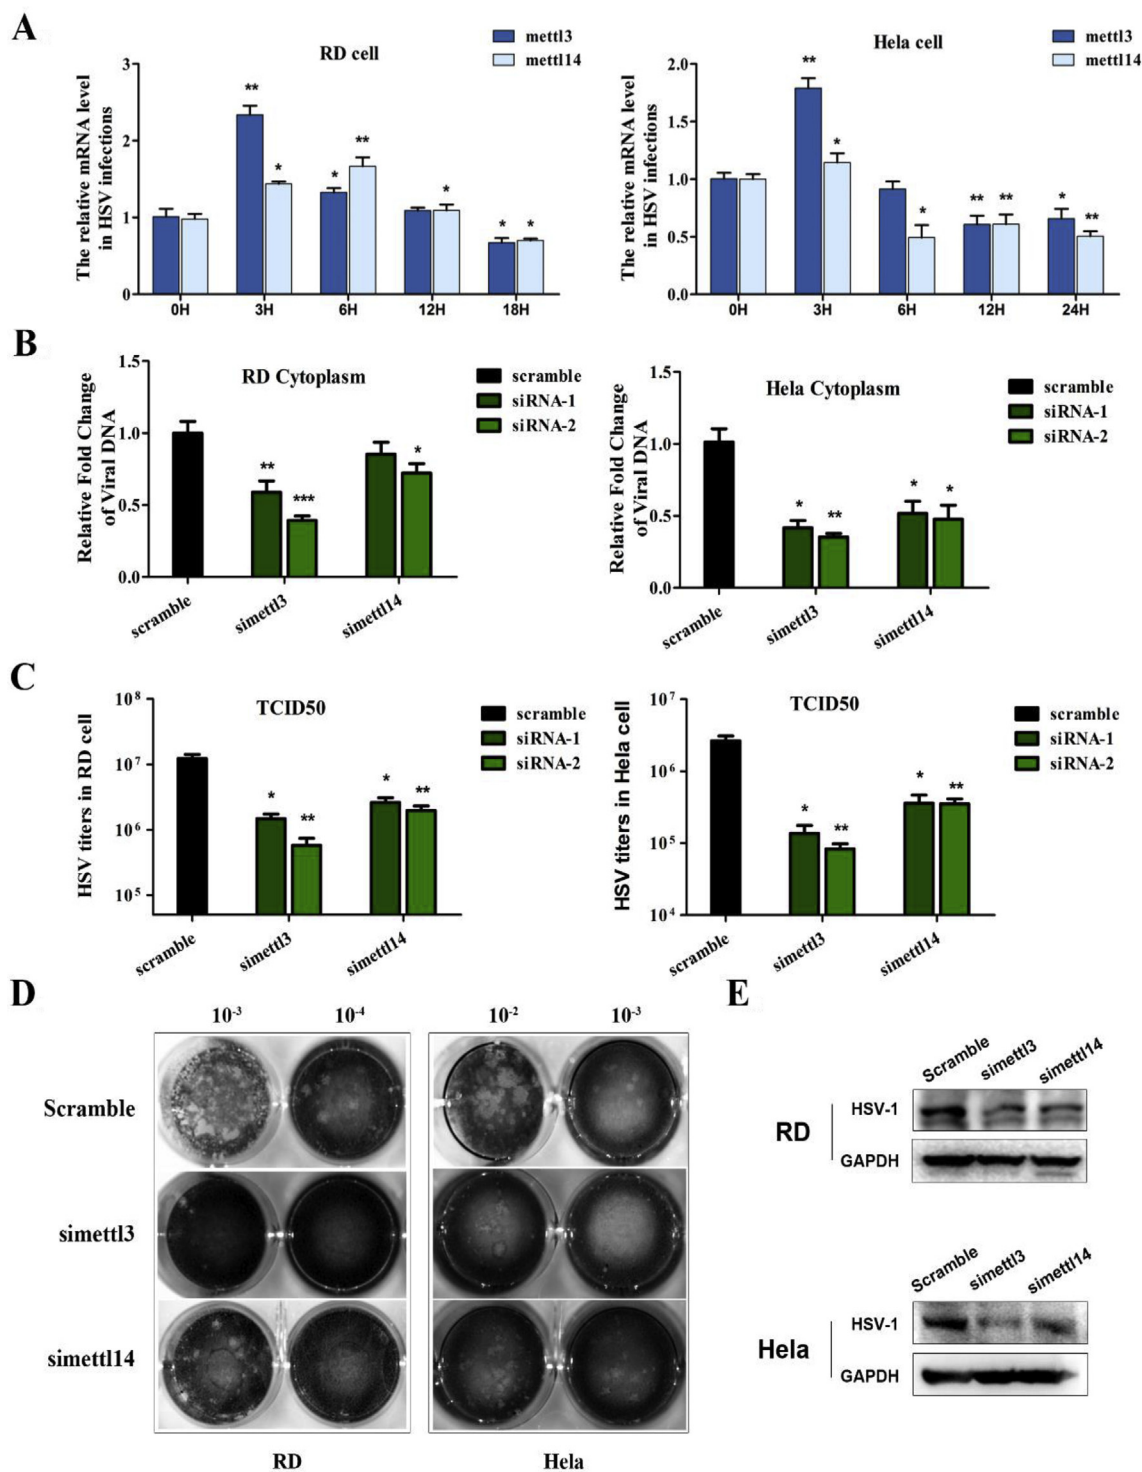 A
RD cell
mettl3
mettl14
The relative mRNA level
in HSV infections
3
2
1
0
** * * ** * * *
0H 3H 6H 12H 18H
Hela cell
mettl3
mettl14
The relative mRNA level
in HSV infections
2.0
1.5
1.0
0.5
0.0
** * * ** ** * **
0H 3H 6H 12H 24H
B
RD Cytoplasm
scramble
siRNA-1
siRNA-2
Relative Fold Change
of Viral DNA
1.5
1.0
0.5
0.0
** *** *
scramble simettl3 simettl14
Hela Cytoplasm
scramble
siRNA-1
siRNA-2
Relative Fold Change
of Viral DNA
1.5
1.0
0.5
0.0
* ** * *
scramble simettl3 simettl14
C
TCID50
scramble
siRNA-1
siRNA-2
HSV titers in RD cell
10⁸
10⁷
10⁶
10⁵
* ** * **
scramble simettl3 simettl14
TCID50
scramble
siRNA-1
siRNA-2
HSV titers in Hela cell
10⁷
10⁶
10⁵
10⁴
* ** * **
scramble simettl3 simettl14
D
10⁻³ 10⁻⁴ 10⁻² 10⁻³
Scramble
simettl3
simettl14
RD Hela
E
Scramble simettl3 simettl14
RD
HSV-1
GAPDH
Scramble simettl3 simettl14
Hela
HSV-1
GAPDH